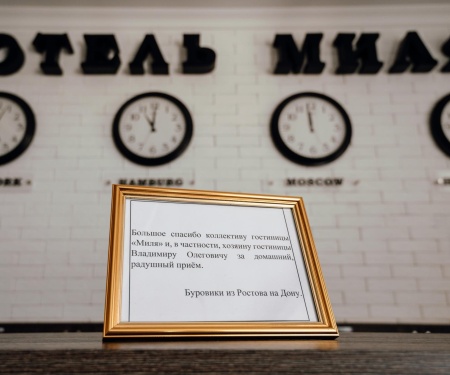 ОТЕЛЬ МИЛЯ
HAMBURG
MOSCOW
Большое спасибо коллективу гостиницы
«Миля» и, в частности, хозяину гостиницы
Владимиру Олеговичу за домашний,
радушный приём.
Буровики из Ростова на Дону.